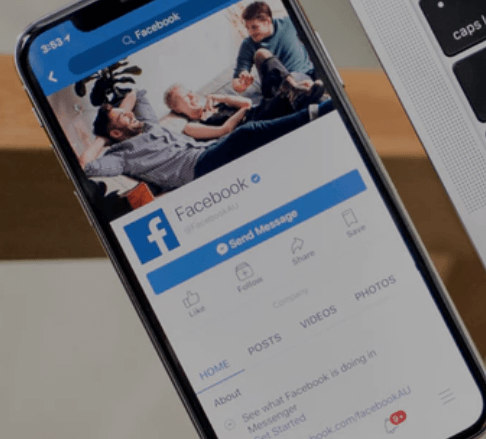 3:53
Facebook
caps l
Facebook
@FacebookAU
Send Message
Like
Follow
Share
Save
Company
HOME
POSTS
VIDEOS
PHOTOS
About
See what Facebook is doing in
Messenger
Get Started
book.com/facebookAU
9+